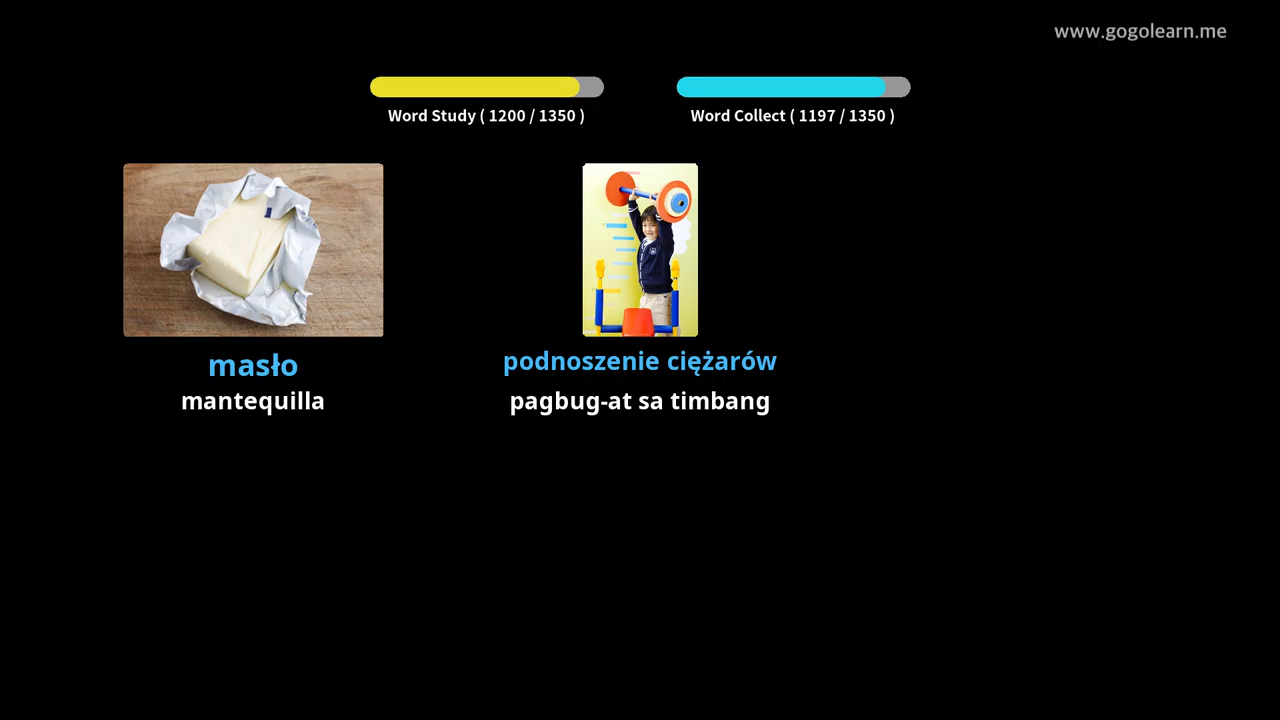 www.gogolearn.me
Word Study ( 1200 / 1350 )
Word Collect ( 1197 / 1350 )
masło
mantequilla
podnoszenie ciężarów
pagbug-at sa timbang